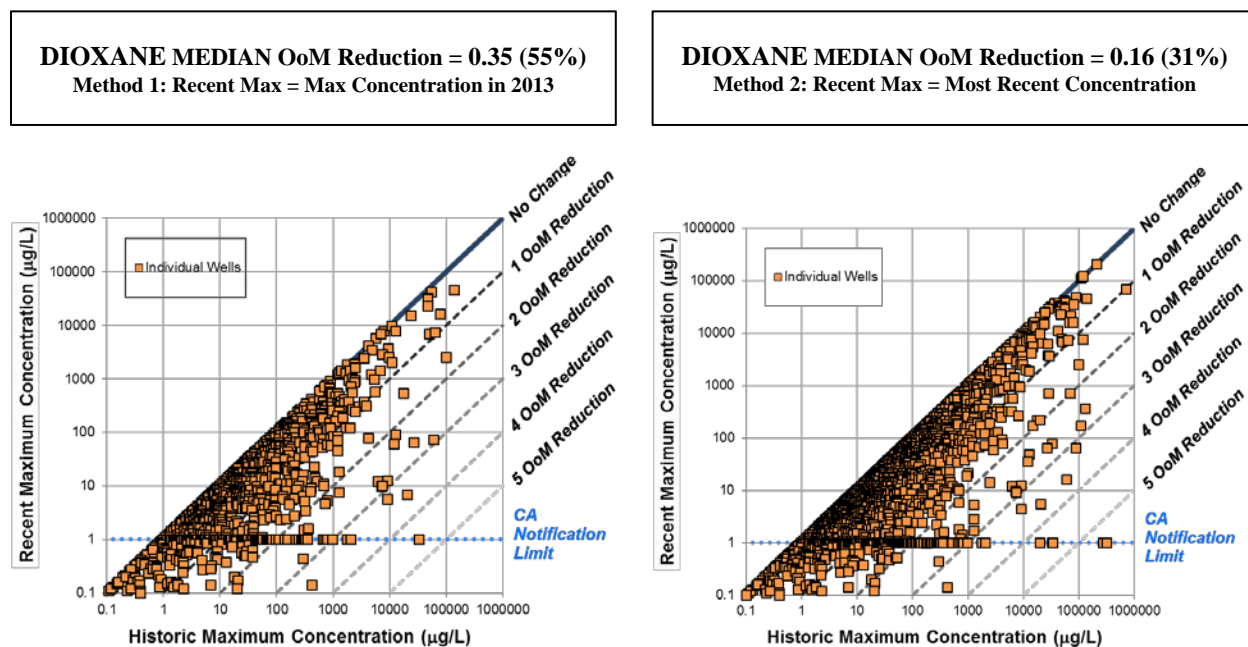 DIOXANE MEDIAN OoM Reduction = 0.35 (55%)
Method 1: Recent Max = Max Concentration in 2013
DIOXANE MEDIAN OoM Reduction = 0.16 (31%)
Method 2: Recent Max = Most Recent Concentration
Recent Maximum Concentration (µg/L)
1000000
100000
10000
1000
100
10
1
0.1
Individual Wells
No Change
1 OoM Reduction
2 OoM Reduction
3 OoM Reduction
4 OoM Reduction
5 OoM Reduction
CA
Notification
Limit
0.1
1
10
100
1000
10000
100000
1000000
Historic Maximum Concentration (µg/L)
Recent Maximum Concentration (µg/L)
1000000
100000
10000
1000
100
10
1
0.1
Individual Wells
No Change
1 OoM Reduction
2 OoM Reduction
3 OoM Reduction
4 OoM Reduction
5 OoM Reduction
CA
Notification
Limit
0.1
1
10
100
1000
10000
100000
1000000
Historic Maximum Concentration (µg/L)